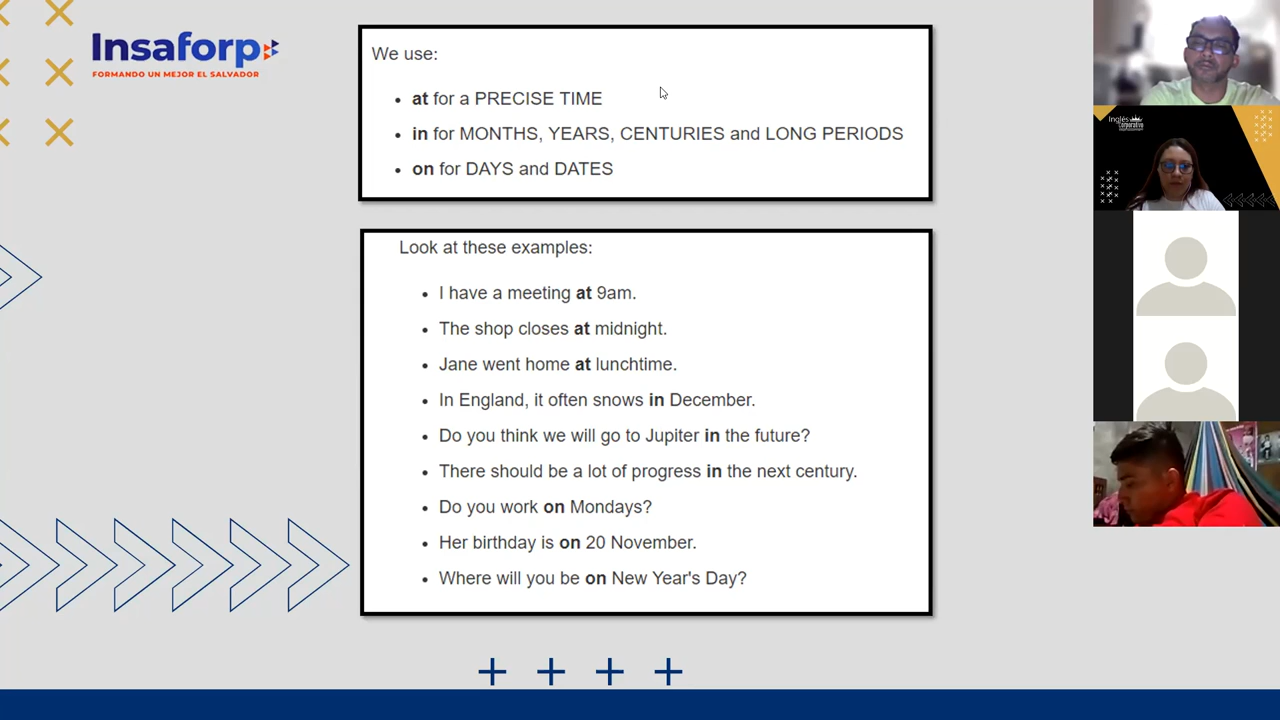 Insaforp
FORMANDO UN MEJOR EL SALVADOR
We use:
• at for a PRECISE TIME
• in for MONTHS, YEARS, CENTURIES and LONG PERIODS
• on for DAYS and DATES
Look at these examples:
• I have a meeting at 9am.
• The shop closes at midnight.
• Jane went home at lunchtime.
• In England, it often snows in December.
• Do you think we will go to Jupiter in the future?
• There should be a lot of progress in the next century.
• Do you work on Mondays?
• Her birthday is on 20 November.
• Where will you be on New Year's Day?
Inglés
Corporativo